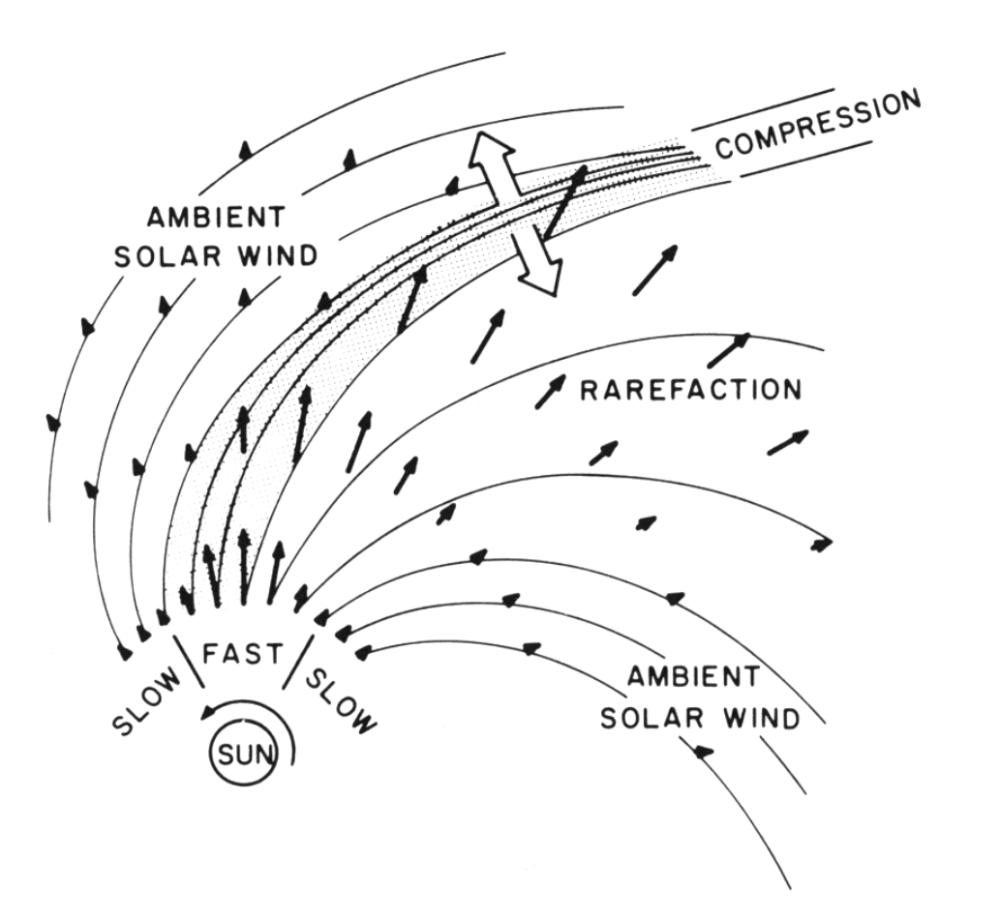 COMPRESSION
AMBIENT
SOLAR WIND
RAREFACTION
FAST
SLOW
SLOW
AMBIENT
SOLAR WIND
SUN